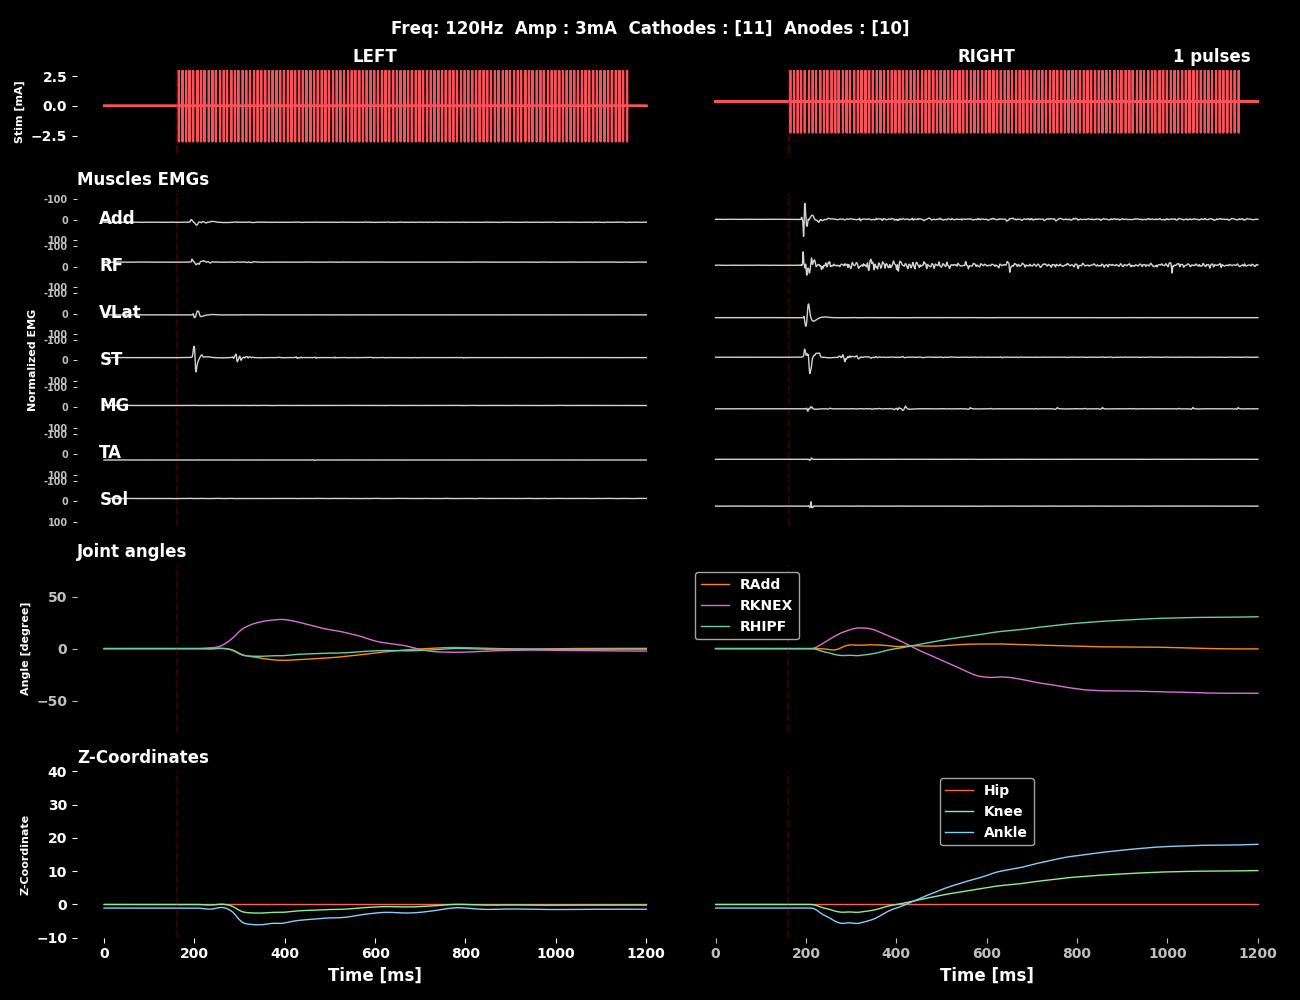 Freq: 120Hz  Amp : 3mA  Cathodes : [11]  Anodes : [10]
LEFT
RIGHT
1 pulses
Stim [mA]
2.5
0.0
−2.5
Muscles EMGs
Normalized EMG
-100
Add
0
100
-100
RF
0
100
-100
VLat
0
100
-100
ST
0
100
-100
MG
0
100
-100
TA
0
100
-100
Sol
0
100
Joint angles
Angle [degree]
50
0
−50
RAdd
RKNEX
RHIPF
Z-Coordinates
Z-Coordinate
40
30
20
10
0
−10
Hip
Knee
Ankle
0 200 400 600 800 1000 1200
0 200 400 600 800 1000 1200
Time [ms]
Time [ms]